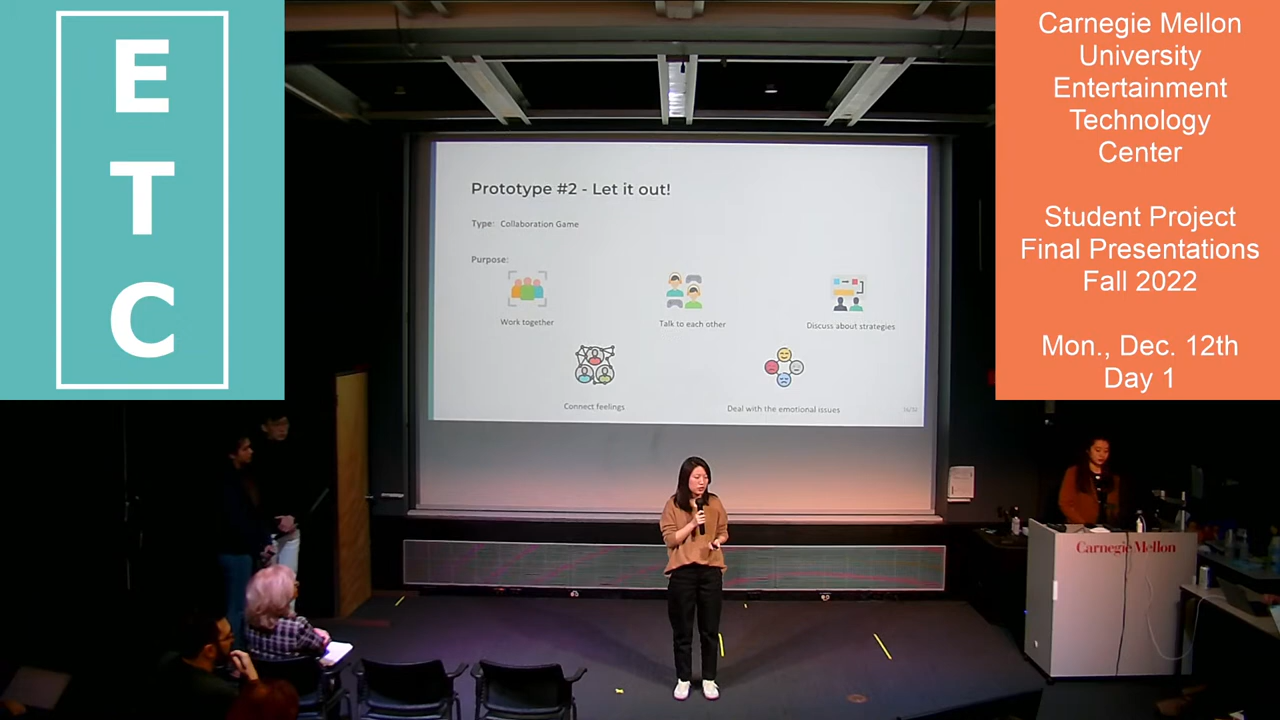 E
T
C
Carnegie Mellon
University
Entertainment
Technology
Center
Student Project
Final Presentations
Fall 2022
Mon., Dec. 12th
Day 1
Prototype #2 - Let it out!
Type: Collaboration Game
Purpose:
Work together
Talk to each other
Discuss about strategies
Connect feelings
Deal with the emotional issues
Carnegie Mellon